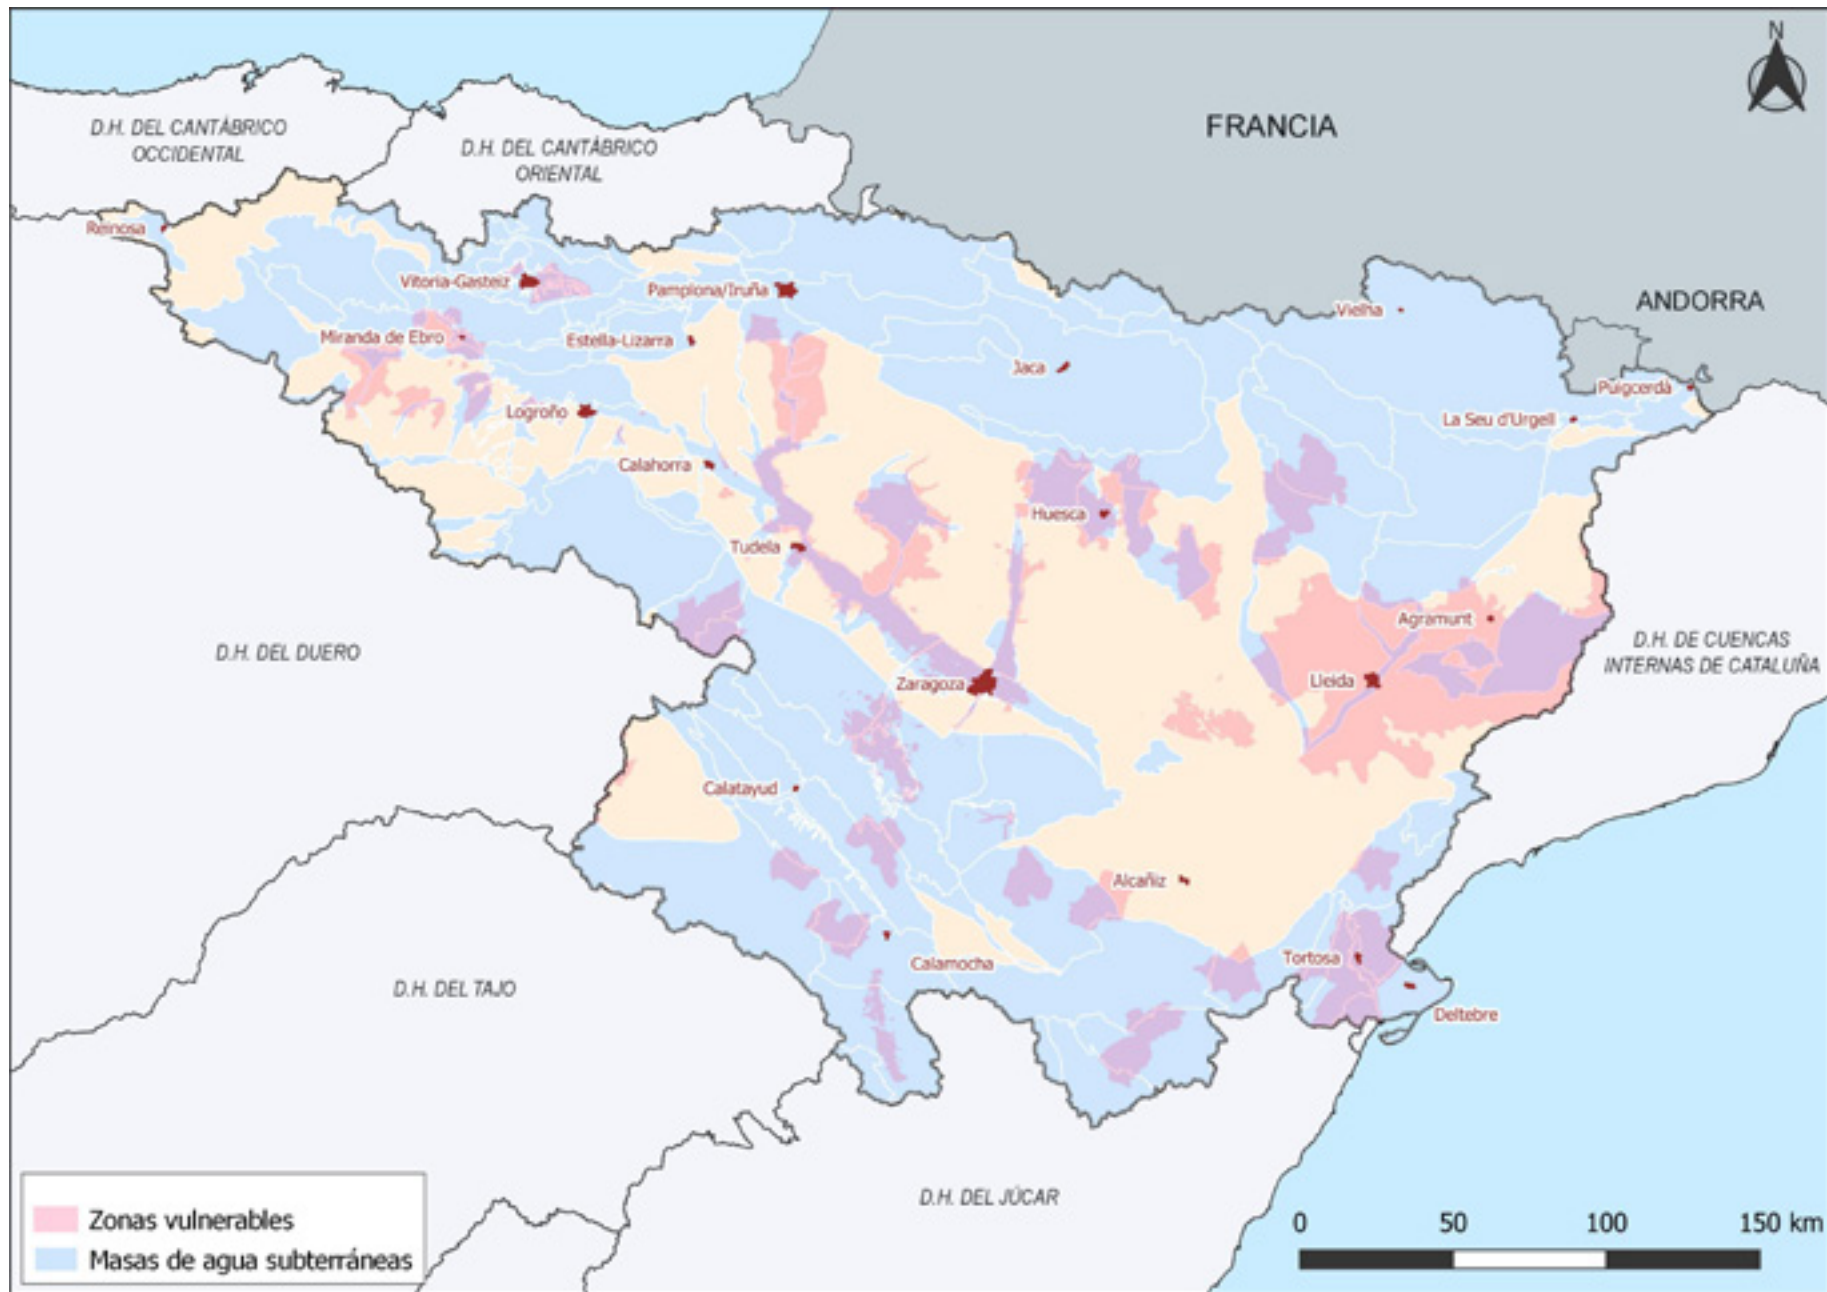 N
FRANCIA
D.H. DEL CANTÁBRICO
OCCIDENTAL
D.H. DEL CANTÁBRICO
ORIENTAL
Reinosa
Vitoria-Gasteiz
Pamplona/Iruña
Vielha
ANDORRA
Miranda de Ebro
Estella-Lizarra
Jaca
Puigcerdà
La Seu d'Urgell
Logroño
Calahorra
Huesca
Tudela
Agramunt
D.H. DEL DUERO
D.H. DE CUENCAS
INTERNAS DE CATALUÑA
Zaragoza
Lleida
Calatayud
Alcañiz
Calamocha
Tortosa
Deltebre
D.H. DEL TAJO
D.H. DEL JÚCAR
Zonas vulnerables
Masas de agua subterráneas
0 50 100 150 km